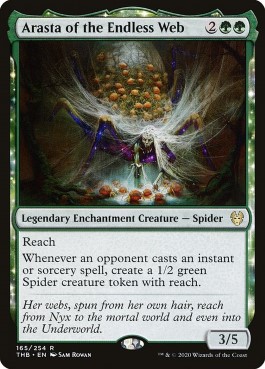 Arasta of the Endless Web 2
Legendary Enchantment Creature — Spider
Reach
Whenever an opponent casts an instant
or sorcery spell, create a 1/2 green
Spider creature token with reach.
Her webs, spun from her own hair, reach
from Nyx to the mortal world and even into
the Underworld.
3/5
165/254 R
THB • EN SAM ROWAN
™ & © 2020 Wizards of the Coast